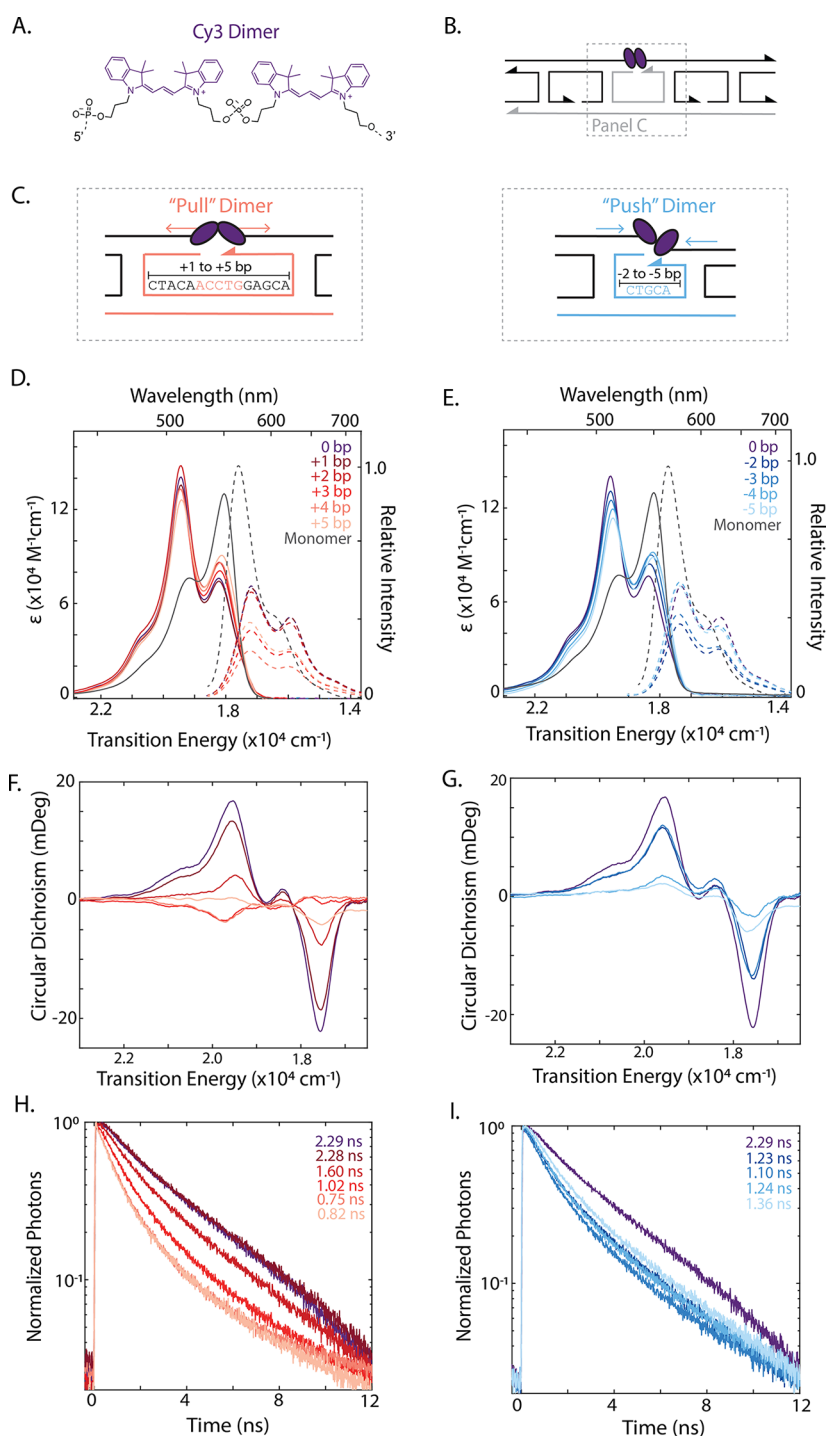 A.
Cy3 Dimer
N
N
+
N
N
+
O
O
−
P
O
O
O
P
O
O
O
5'
3'
B.
Panel C
C.
"Pull" Dimer
+1 to +5 bp
CTACAACCTGGAGCA
"Push" Dimer
-2 to -5 bp
CTGCA
D.
Wavelength (nm)
500 600 700
0 bp
+1 bp
+2 bp
+3 bp
+4 bp
+5 bp
Monomer
1.0
12
6
0
0
ε (x10⁴ M⁻¹cm⁻¹)
Relative Intensity
2.2 1.8 1.4
Transition Energy (x10⁴ cm⁻¹)
E.
Wavelength (nm)
500 600 700
0 bp
-2 bp
-3 bp
-4 bp
-5 bp
Monomer
1.0
12
6
0
0
ε (x10⁴ M⁻¹cm⁻¹)
Relative Intensity
2.2 1.8 1.4
Transition Energy (x10⁴ cm⁻¹)
F.
20
0
-20
Circular Dichroism (mDeg)
2.2 2.0 1.8
Transition Energy (x10⁴ cm⁻¹)
G.
20
0
-20
Circular Dichroism (mDeg)
2.2 2.0 1.8
Transition Energy (x10⁴ cm⁻¹)
H.
10⁰
10⁻¹
Normalized Photons
2.29 ns
2.28 ns
1.60 ns
1.02 ns
0.75 ns
0.82 ns
0 4 8 12
Time (ns)
I.
10⁰
10⁻¹
Normalized Photons
2.29 ns
1.23 ns
1.10 ns
1.24 ns
1.36 ns
0 4 8 12
Time (ns)